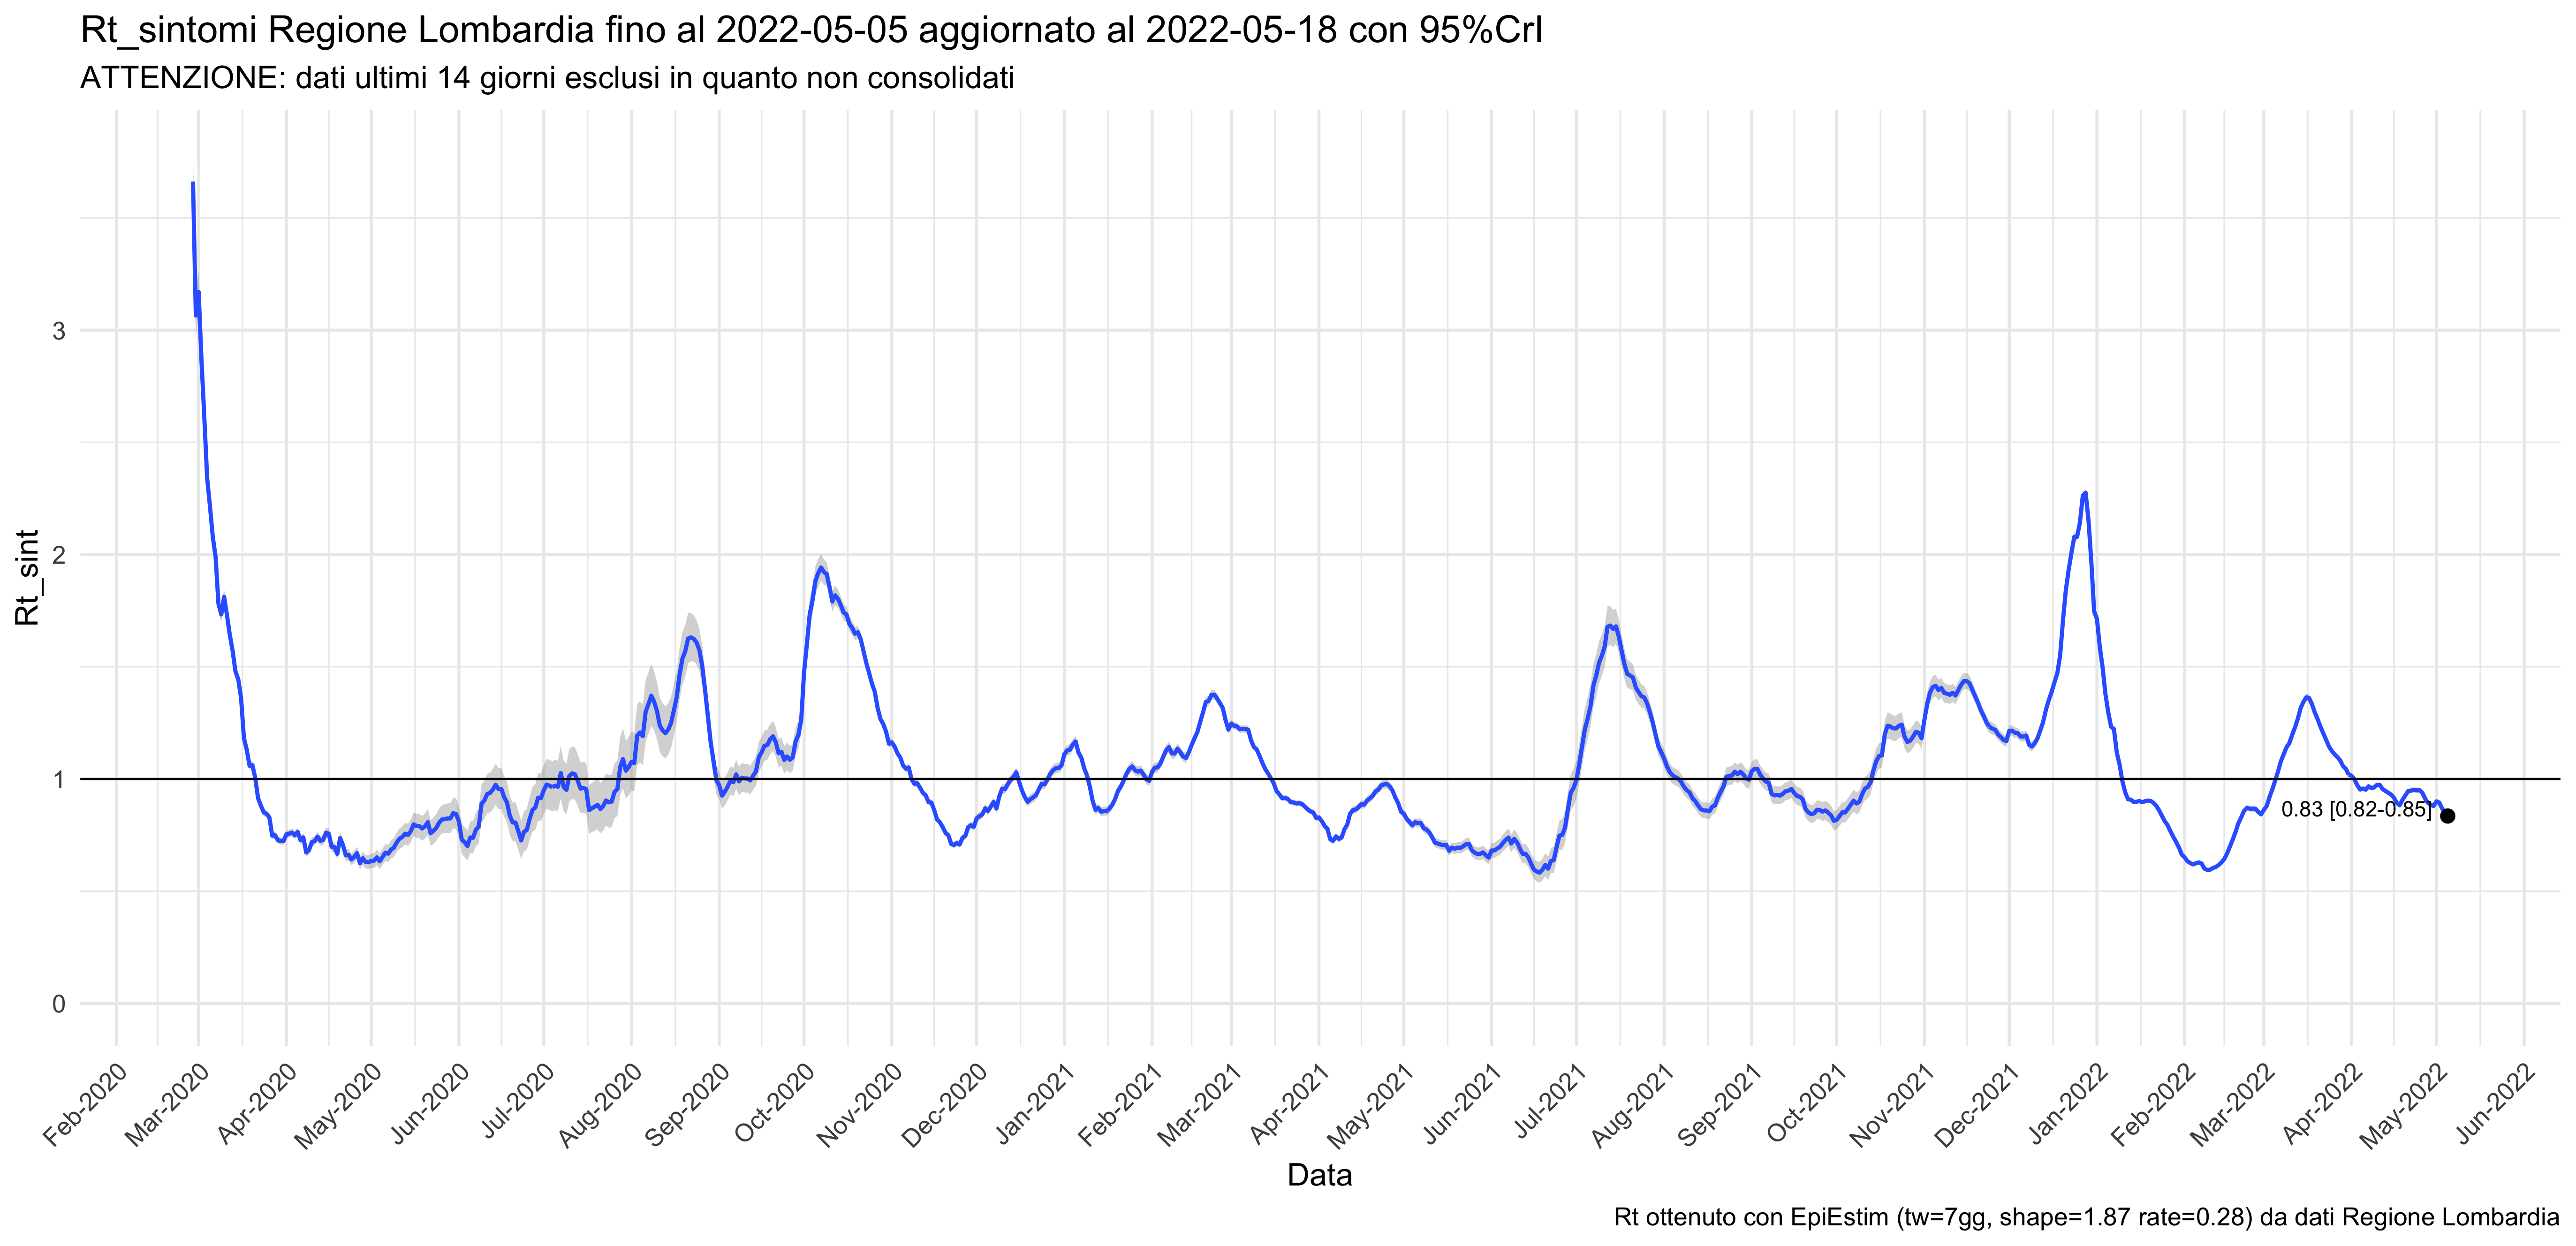 Rt_sintomi Regione Lombardia fino al 2022-05-05 aggiornato al 2022-05-18 con 95%CrI
ATTENZIONE: dati ultimi 14 giorni esclusi in quanto non consolidati
Rt_sint
3
2
1
0
0.83 [0.82-0.85]
Feb-2020
Mar-2020
Apr-2020
May-2020
Jun-2020
Jul-2020
Aug-2020
Sep-2020
Oct-2020
Nov-2020
Dec-2020
Jan-2021
Feb-2021
Mar-2021
Apr-2021
May-2021
Jun-2021
Jul-2021
Aug-2021
Sep-2021
Oct-2021
Nov-2021
Dec-2021
Jan-2022
Feb-2022
Mar-2022
Apr-2022
May-2022
Jun-2022
Data
Rt ottenuto con EpiEstim (tw=7gg, shape=1.87 rate=0.28) da dati Regione Lombardia